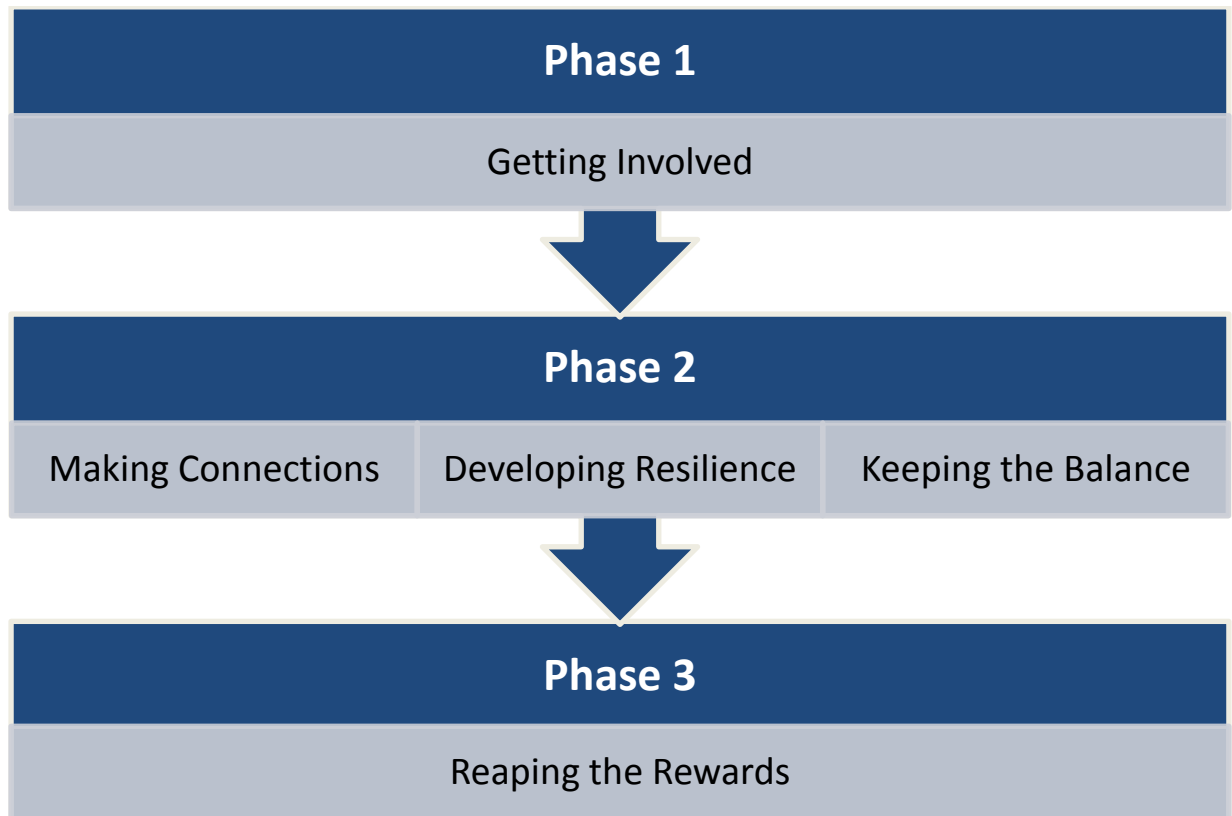 Phase 1
Getting Involved
Phase 2
Making Connections Developing Resilience Keeping the Balance
Phase 3
Reaping the Rewards